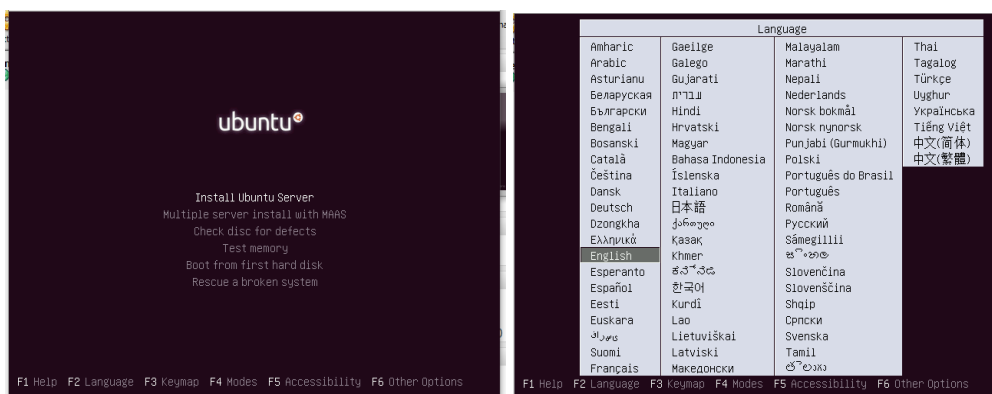 ubuntu
Install Ubuntu Server
Multiple server install with MAAS
Check disc for defects
Test memory
Boot from first hard disk
Rescue a broken system
F1 Help F2 Language F3 Keymap F4 Modes F5 Accessibility F6 Other Options
Language
Amharic
Arabic
Asturianu
Беларуская
Български
Bengali
Bosanski
Català
Čeština
Dansk
Deutsch
Dzongkha
Ελληνικά
English
Esperanto
Español
Eesti
Euskara
Suomi
Français
Gaeilge
Galego
Gujarati
עברית
Hindi
Hrvatski
Magyar
Bahasa Indonesia
Íslenska
Italiano
日本語
ქართული
Қазақ
Khmer
한국어
Kurdî
Lao
Lietuviškai
Latviski
Македонски
Malayalam
Marathi
Nepali
Nederlands
Norsk bokmål
Norsk nynorsk
Punjabi (Gurmukhi)
Polski
Português do Brasil
Português
Română
Русский
Sámegillii
Slovenčina
Slovenščina
Shqip
Српски
Svenska
Tamil
Thai
Tagalog
Türkçe
Uyghur
Українська
Tiếng Việt
中文(简体)
中文(繁體)
F1 Help F2 Language F3 Keymap F4 Modes F5 Accessibility F6 Other Options